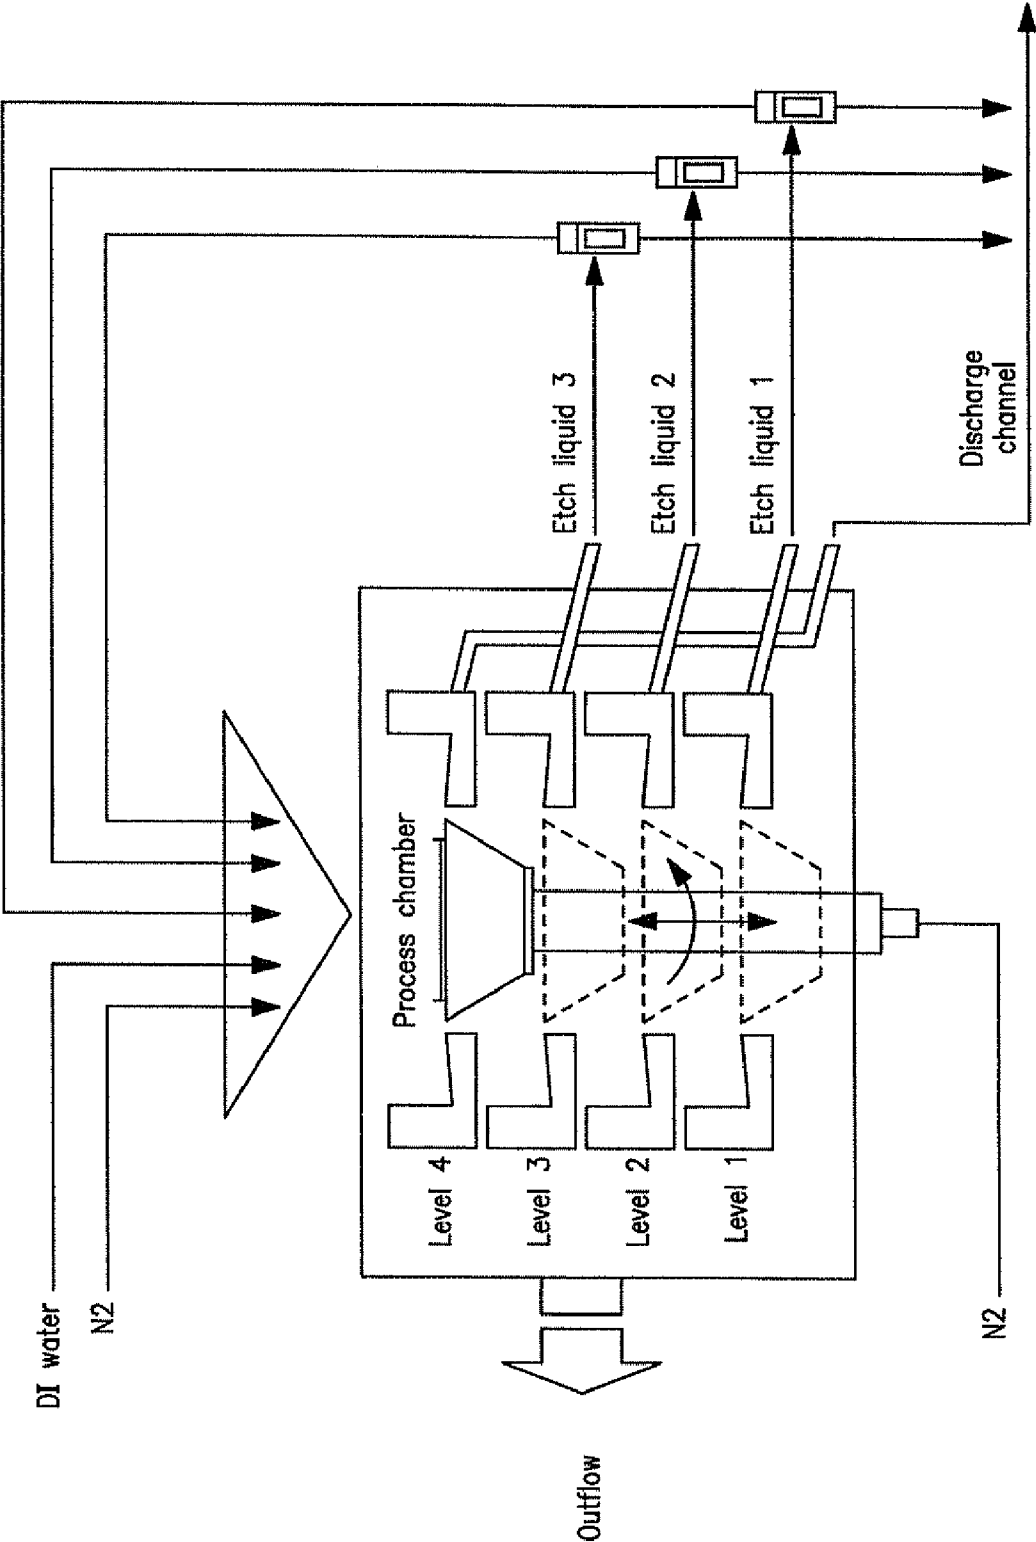 DI water
N2
Outflow
Level 4
Level 3
Level 2
Level 1
Process chamber
Etch liquid 3
Etch liquid 2
Etch liquid 1
Discharge
channel
N2